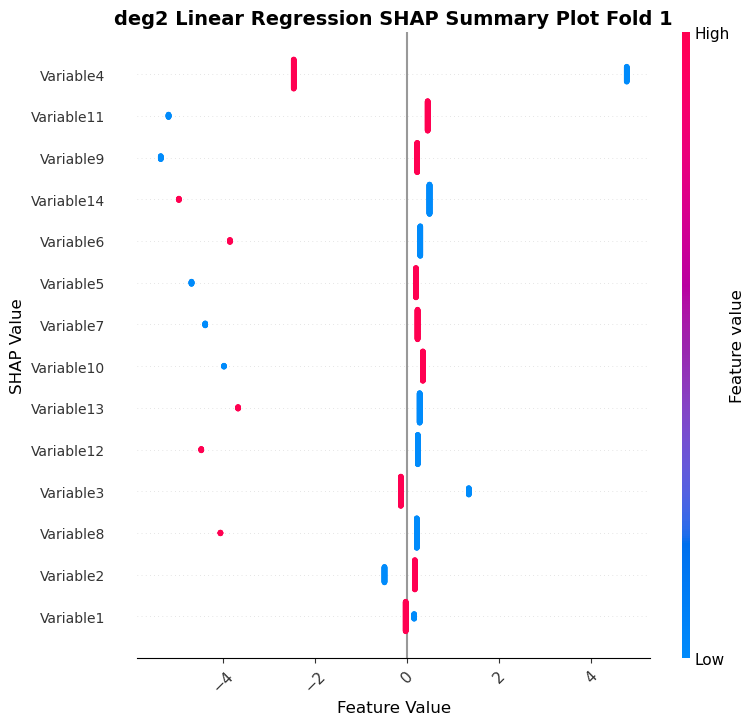 deg2 Linear Regression SHAP Summary Plot Fold 1
High
Variable4
Variable11
Variable9
Variable14
Variable6
Variable5
Variable7
Variable10
Variable13
Variable12
Variable3
Variable8
Variable2
Variable1
SHAP Value
Feature value
Low
−4
−2
0
2
4
Feature Value